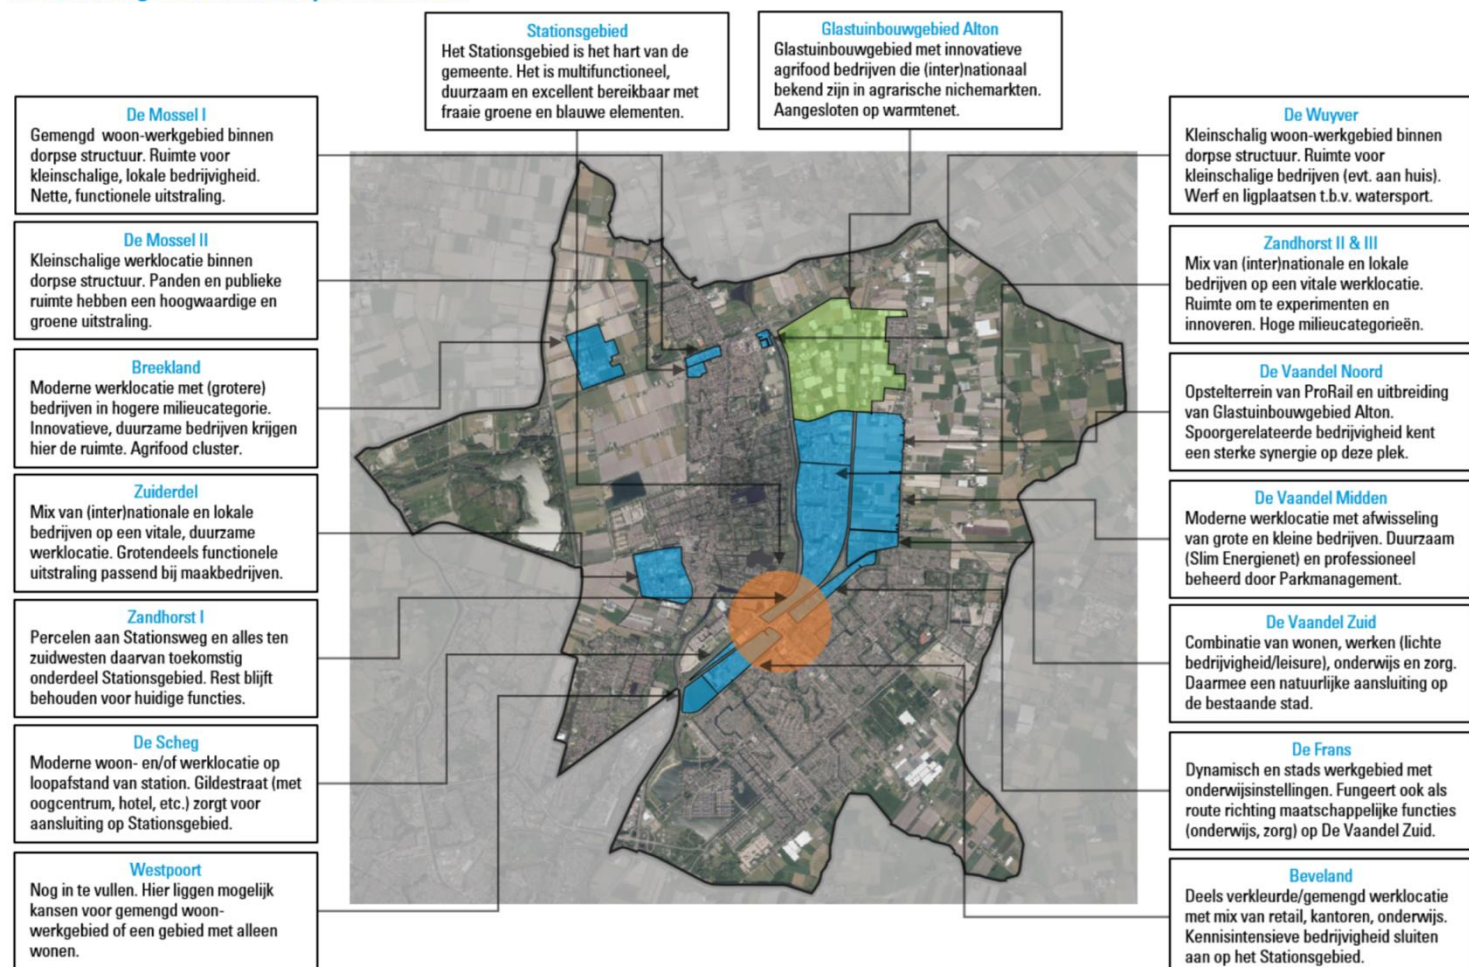 Stationsgebied
Het Stationsgebied is het hart van de
gemeente. Het is multifunctioneel,
duurzaam en excellent bereikbaar met
fraaie groene en blauwe elementen.
Glastuinbouwgebied Alton
Glastuinbouwgebied met innovatieve
agrifood bedrijven die (inter)nationaal
bekend zijn in agrarische nichemarkten.
Aangesloten op warmtenet.
De Mossel I
Gemengd woon-werkgebied binnen
dorpse structuur. Ruimte voor
kleinschalige, lokale bedrijvigheid.
Nette, functionele uitstraling.
De Mossel II
Kleinschalige werklocatie binnen
dorpse structuur. Panden en publieke
ruimte hebben een hoogwaardige en
groene uitstraling.
Breekland
Moderne werklocatie met (grotere)
bedrijven in hogere milieucategorie.
Innovatieve, duurzame bedrijven krijgen
hier de ruimte. Agrifood cluster.
Zuiderdel
Mix van (inter)nationale en lokale
bedrijven op een vitale, duurzame
werklocatie. Grotendeels functionele
uitstraling passend bij maakbedrijven.
Zandhorst I
Percelen aan Stationsweg en alles ten
zuidwesten daarvan toekomstig
onderdeel Stationsgebied. Rest blijft
behouden voor huidige functies.
De Scheg
Moderne woon- en/of werklocatie op
loopafstand van station. Gildestraat (met
oogcentrum, hotel, etc.) zorgt voor
aansluiting op Stationsgebied.
Westpoort
Nog in te vullen. Hier liggen mogelijk
kansen voor gemengd woon-
werkgebied of een gebied met alleen
wonen.
De Wuyver
Kleinschalig woon-werkgebied binnen
dorpse structuur. Ruimte voor
kleinschalige bedrijven (evt. aan huis).
Werf en ligplaatsen t.b.v. watersport.
Zandhorst II & III
Mix van (inter)nationale en lokale
bedrijven op een vitale werklocatie.
Ruimte om te experimenten en
innoveren. Hoge milieucategorieën.
De Vaandel Noord
Opstelterrein van ProRail en uitbreiding
van Glastuinbouwgebied Alton.
Spoorgerelateerde bedrijvigheid kent
een sterke synergie op deze plek.
De Vaandel Midden
Moderne werklocatie met afwisseling
van grote en kleine bedrijven. Duurzaam
(Slim Energienet) en professioneel
beheerd door Parkmanagement.
De Vaandel Zuid
Combinatie van wonen, werken (lichte
bedrijvigheid/leisure), onderwijs en zorg.
Daarmee een natuurlijke aansluiting op
de bestaande stad.
De Frans
Dynamisch en stads werkgebied met
onderwijsinstellingen. Fungeert ook als
route richting maatschappelijke functies
(onderwijs, zorg) op De Vaandel Zuid.
Beveland
Deels verkleurde/gemengd werklocatie
met mix van retail, kantoren, onderwijs.
Kennisintensieve bedrijvigheid sluiten
aan op het Stationsgebied.